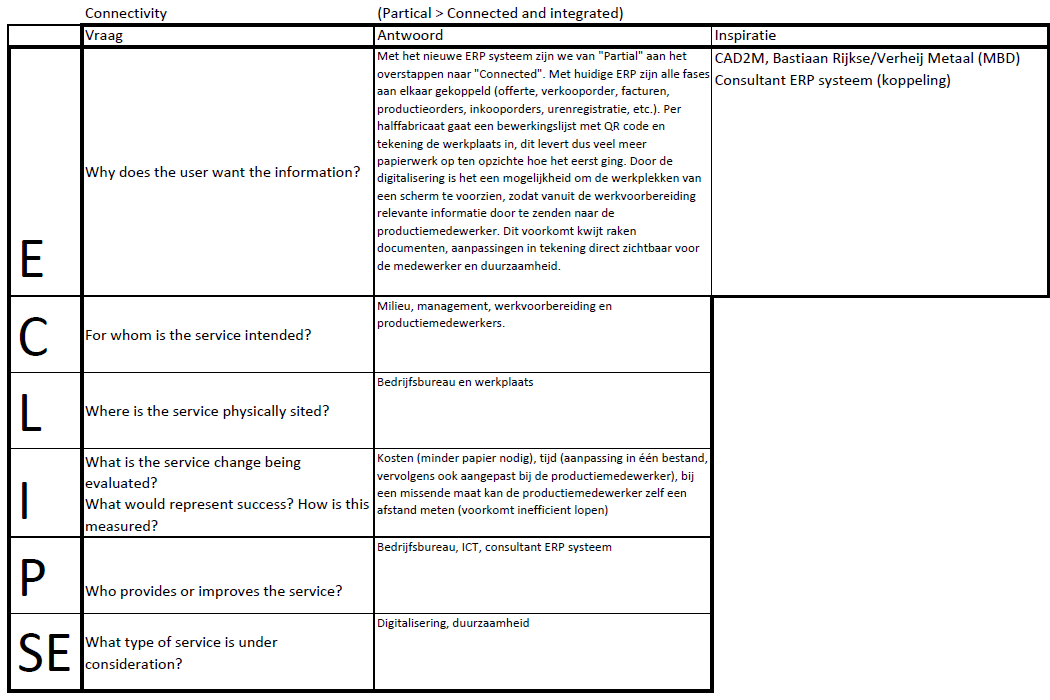 Connectivity (Partical > Connected and integrated)
Vraag Antwoord Inspiratie
E
Why does the user want the information?
Met het nieuwe ERP systeem zijn we van "Partial" aan het
overstappen naar "Connected". Met huidige ERP zijn alle fases
aan elkaar gekoppeld (offerte, verkooporder, facturen,
productieorders, inkooporders, urenregistratie, etc.). Per
halffabricaat gaat een bewerkingslijst met QR code en
tekening de werkplaats in, dit levert dus veel meer
papierwerk op ten opzichte hoe het eerst ging. Door de
digitalisering is het een mogelijkheid om de werkplekken van
een scherm te voorzien, zodat vanuit de werkvoorbereiding
relevante informatie door te zenden naar de
productiemedewerker. Dit voorkomt kwijt raken
documenten, aanpassingen in tekening direct zichtbaar voor
de medewerker en duurzaamheid.
CAD2M, Bastiaan Rijkse/Verheij Metaal (MBD)
Consultant ERP systeem (koppeling)
C
For whom is the service intended?
Milieu, management, werkvoorbereiding en
productiemedewerkers.
L
Where is the service physically sited?
Bedrijfsbureau en werkplaats
I
What is the service change being
evaluated?
What would represent success? How is this
measured?
Kosten (minder papier nodig), tijd (aanpassing in één bestand,
vervolgens ook aangepast bij de productiemedewerker), bij
een missende maat kan de productiemedewerker zelf een
afstand meten (voorkomt inefficient lopen)
P
Who provides or improves the service?
Bedrijfsbureau, ICT, consultant ERP systeem
SE
What type of service is under
consideration?
Digitalisering, duurzaamheid